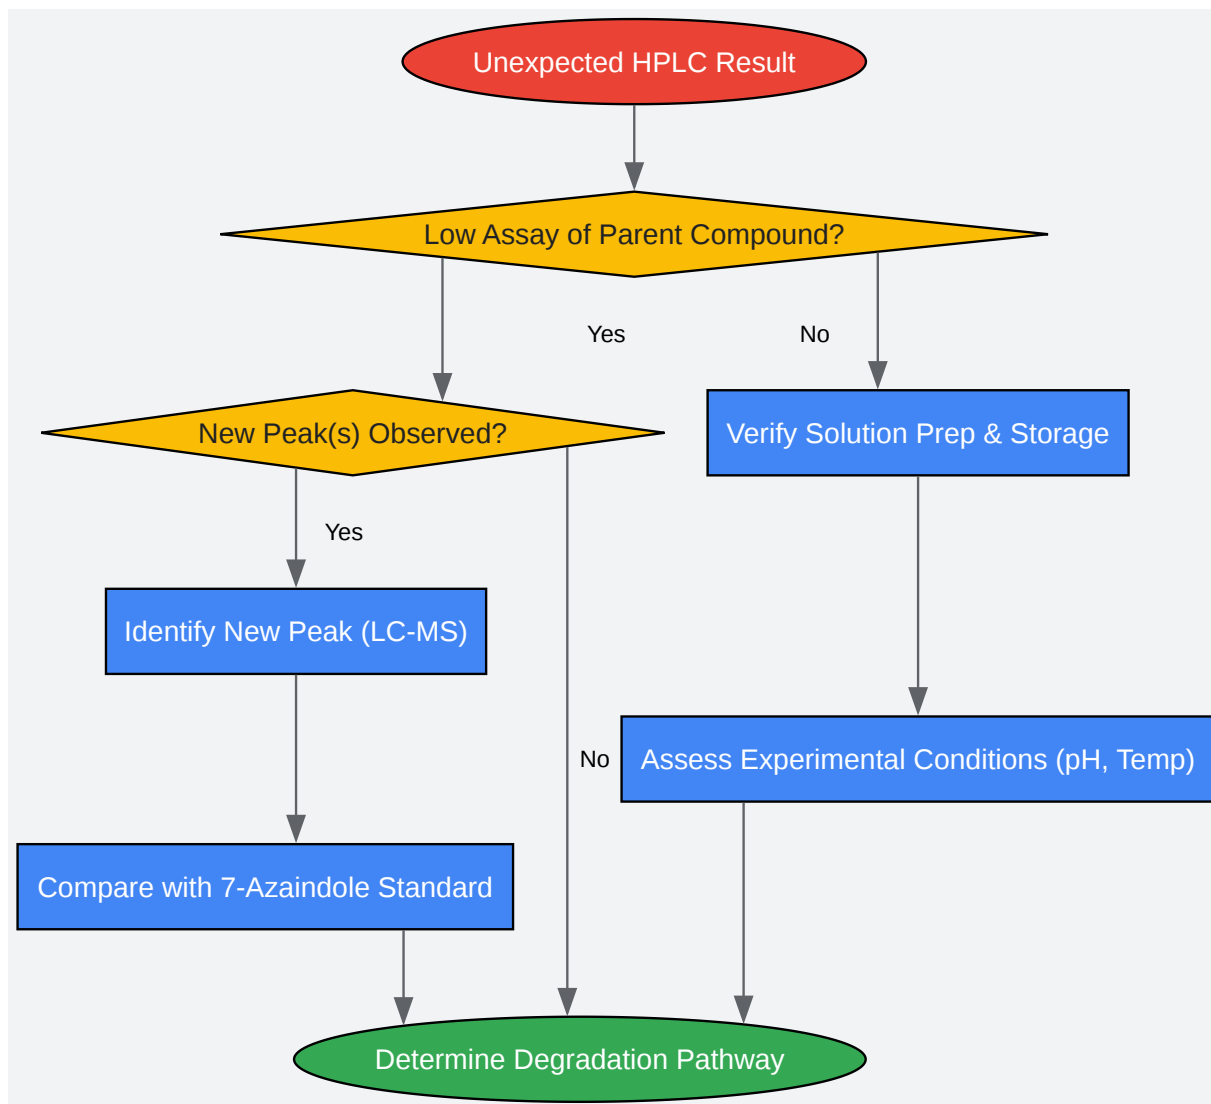 Unexpected HPLC Result
Low Assay of Parent Compound?
Yes
No
New Peak(s) Observed?
Verify Solution Prep & Storage
Yes
Identify New Peak (LC-MS)
No
Assess Experimental Conditions (pH, Temp)
Compare with 7-Azaindole Standard
Determine Degradation Pathway